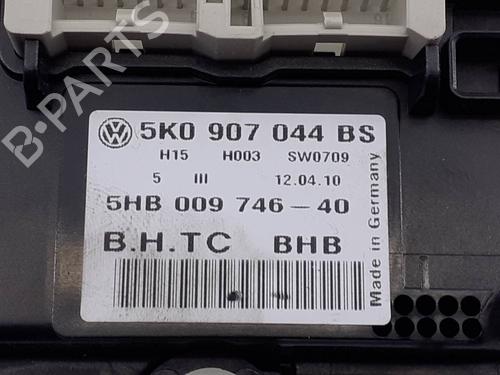 5K0 907 044 BS
H15 H003 SW0709
5 III 12.04.10
5HB 009 746-40
B.H.TC BHB
Made in Germany